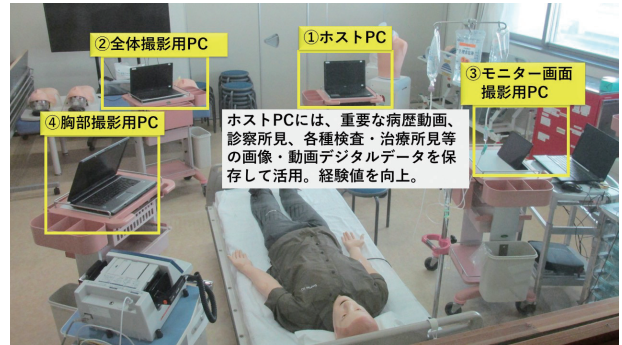 ①ホストPC
②全体撮影用PC
③モニター画面
撮影用PC
④胸部撮影用PC
ホストPCには、重要な病歴動画、
診察所見、各種検査・治療所見等
の画像・動画デジタルデータを保
存して活用。経験値を向上。